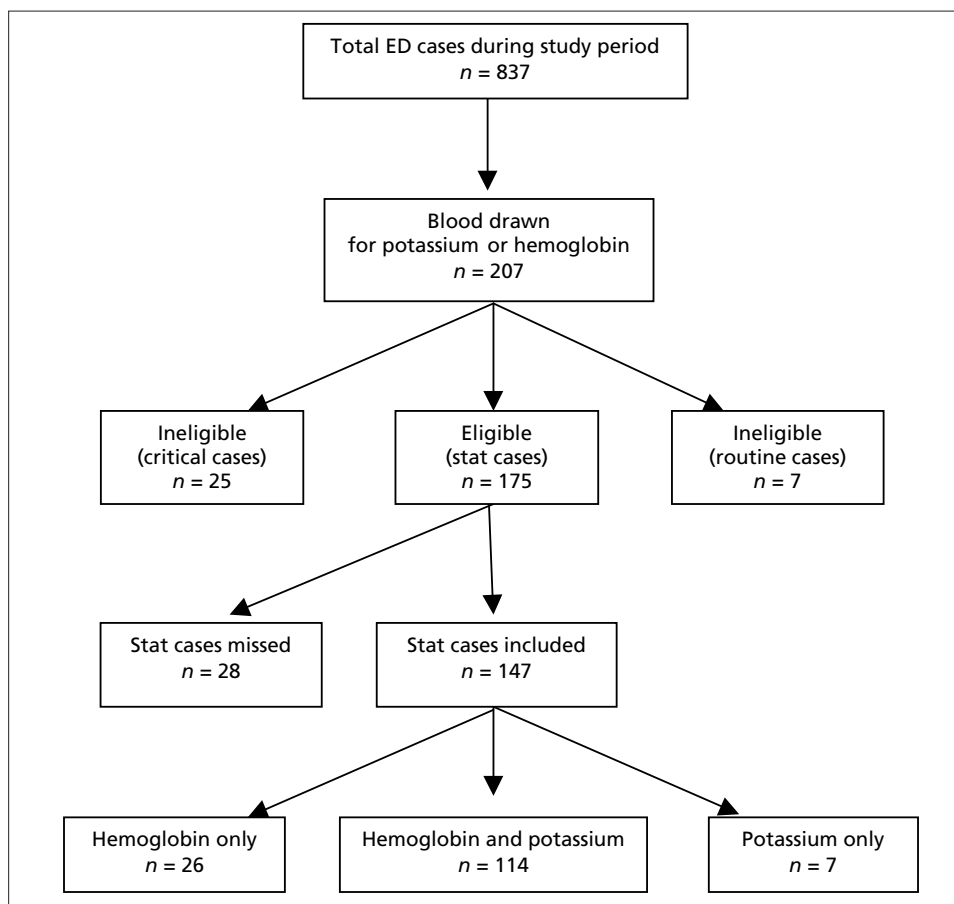 Total ED cases during study period
n = 837
Blood drawn
for potassium or hemoglobin
n = 207
Ineligible
(critical cases)
n = 25
Eligible
(stat cases)
n = 175
Ineligible
(routine cases)
n = 7
Stat cases missed
n = 28
Stat cases included
n = 147
Hemoglobin only
n = 26
Hemoglobin and potassium
n = 114
Potassium only
n = 7